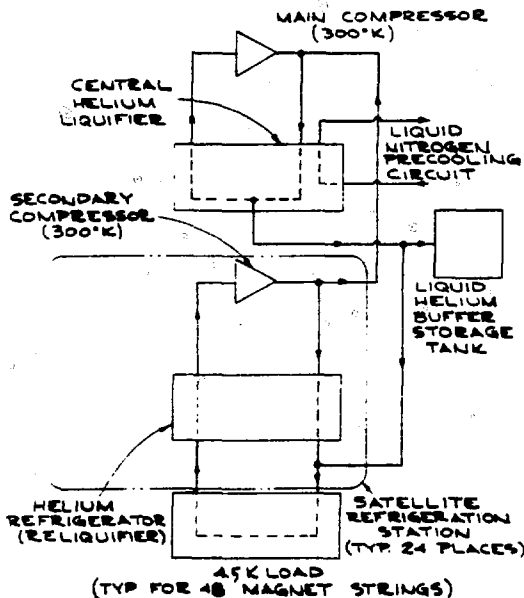 MAIN COMPRESSOR
(300°K)
CENTRAL
HELIUM
LIQUIFIER
LIQUID
NITROGEN
PRECOOLING
CIRCUIT
SECONDARY
COMPRESSOR
(300°K)
LIQUID
HELIUM
BUFFER
STORAGE
TANK
HELIUM
REFRIGERATOR
(RELIQUIFIER)
SATELLITE
REFRIGERATION
STATION
(TYP. 24 PLACES)
4.5K LOAD
(TYP FOR 48 MAGNET STRINGS)